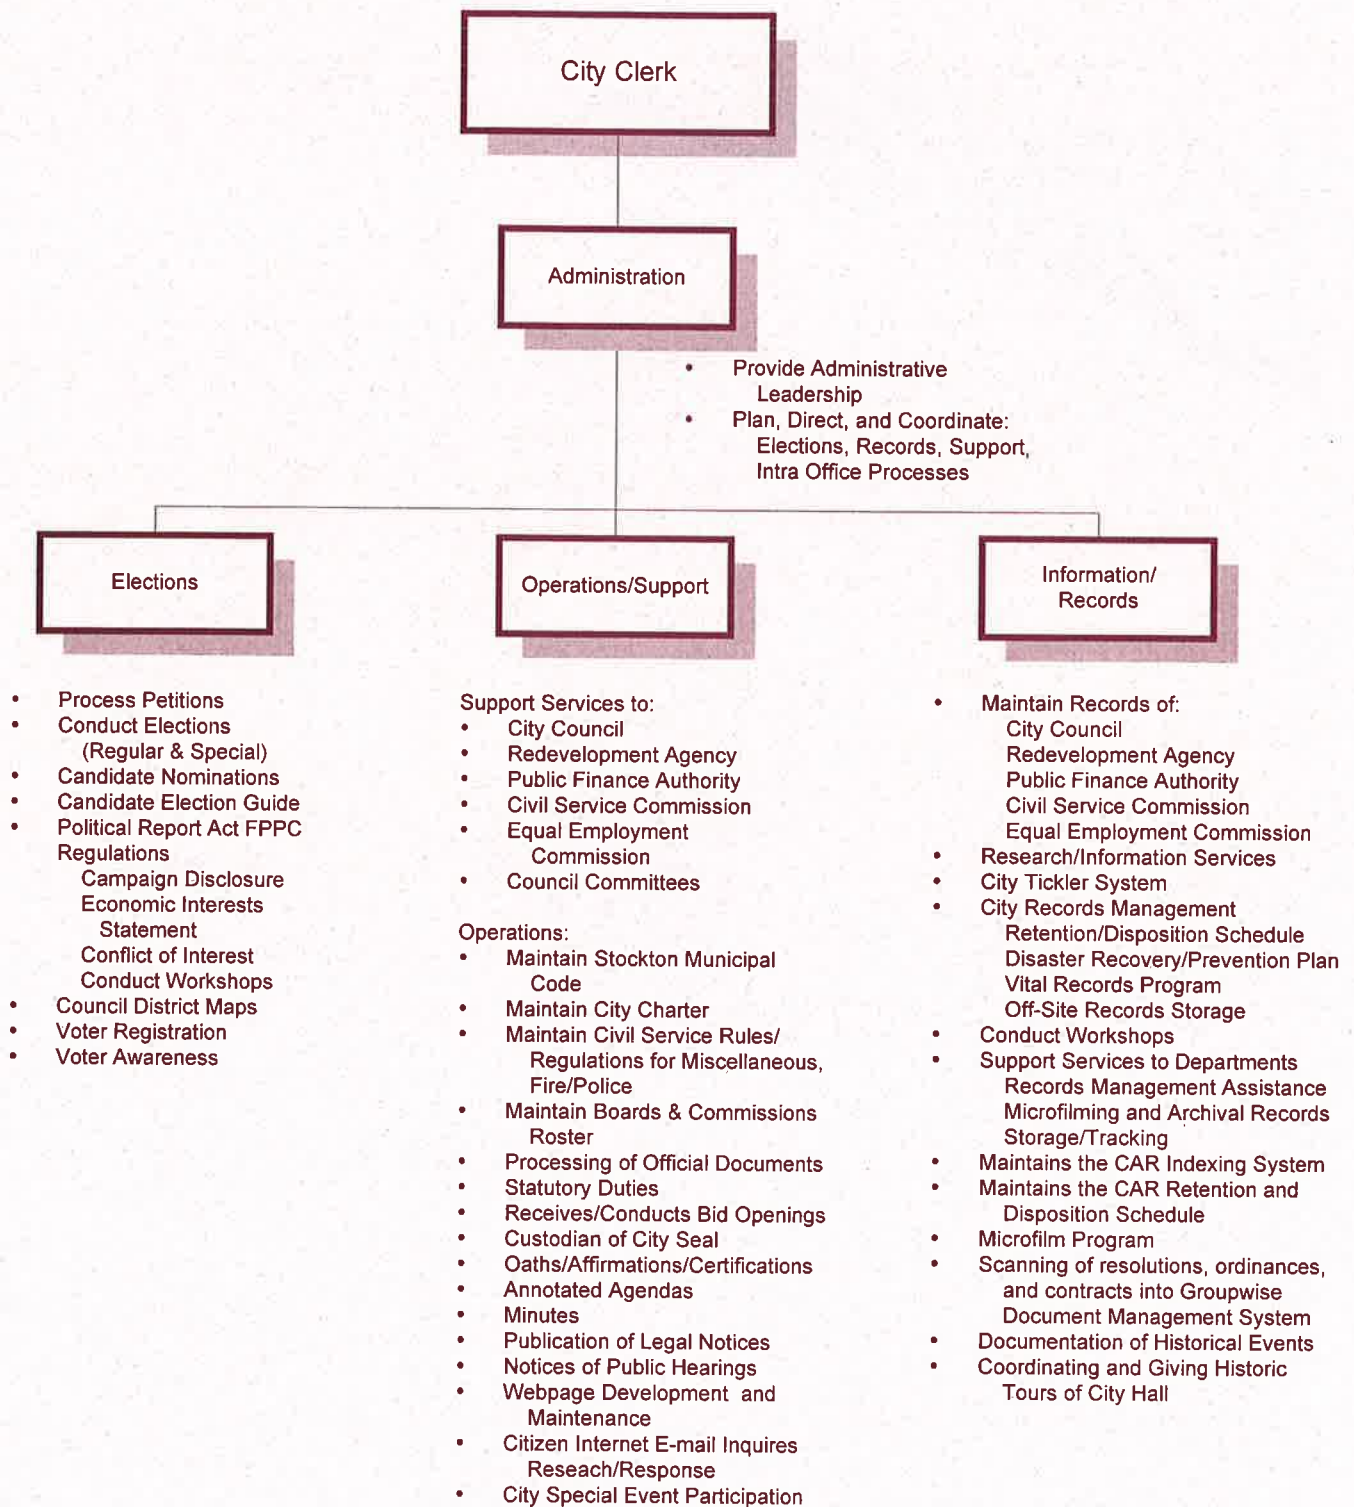 City Clerk
Administration
• Provide Administrative
Leadership
• Plan, Direct, and Coordinate:
Elections, Records, Support,
Intra Office Processes
Elections
• Process Petitions
• Conduct Elections
(Regular & Special)
• Candidate Nominations
• Candidate Election Guide
• Political Report Act FPPC
Regulations
Campaign Disclosure
Economic Interests
Statement
Conflict of Interest
Conduct Workshops
• Council District Maps
• Voter Registration
• Voter Awareness
Operations/Support
Support Services to:
• City Council
• Redevelopment Agency
• Public Finance Authority
• Civil Service Commission
• Equal Employment
Commission
• Council Committees
Operations:
• Maintain Stockton Municipal
Code
• Maintain City Charter
• Maintain Civil Service Rules/
Regulations for Miscellaneous,
Fire/Police
• Maintain Boards & Commissions
Roster
• Processing of Official Documents
• Statutory Duties
• Receives/Conducts Bid Openings
• Custodian of City Seal
• Oaths/Affirmations/Certifications
• Annotated Agendas
• Minutes
• Publication of Legal Notices
• Notices of Public Hearings
• Webpage Development and
Maintenance
• Citizen Internet E-mail Inquires
Reseach/Response
• City Special Event Participation
Information/
Records
• Maintain Records of:
City Council
Redevelopment Agency
Public Finance Authority
Civil Service Commission
Equal Employment Commission
• Research/Information Services
• City Tickler System
• City Records Management
Retention/Disposition Schedule
Disaster Recovery/Prevention Plan
Vital Records Program
Off-Site Records Storage
• Conduct Workshops
• Support Services to Departments
Records Management Assistance
Microfilming and Archival Records
Storage/Tracking
• Maintains the CAR Indexing System
• Maintains the CAR Retention and
Disposition Schedule
• Microfilm Program
• Scanning of resolutions, ordinances,
and contracts into Groupwise
Document Management System
• Documentation of Historical Events
• Coordinating and Giving Historic
Tours of City Hall